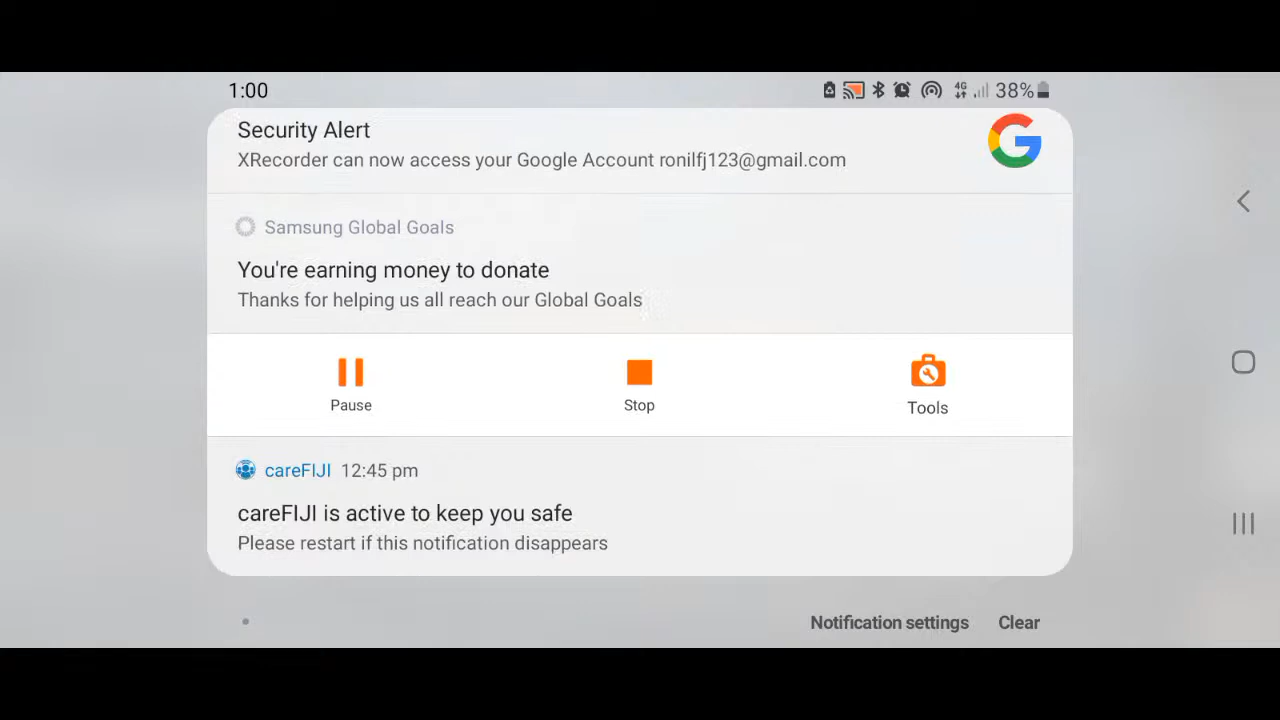 1:00 4G 38%
Security Alert
XRecorder can now access your Google Account ronilfj123@gmail.com
Samsung Global Goals
You're earning money to donate
Thanks for helping us all reach our Global Goals
Pause Stop Tools
careFIJI 12:45 pm
careFIJI is active to keep you safe
Please restart if this notification disappears
Notification settings Clear